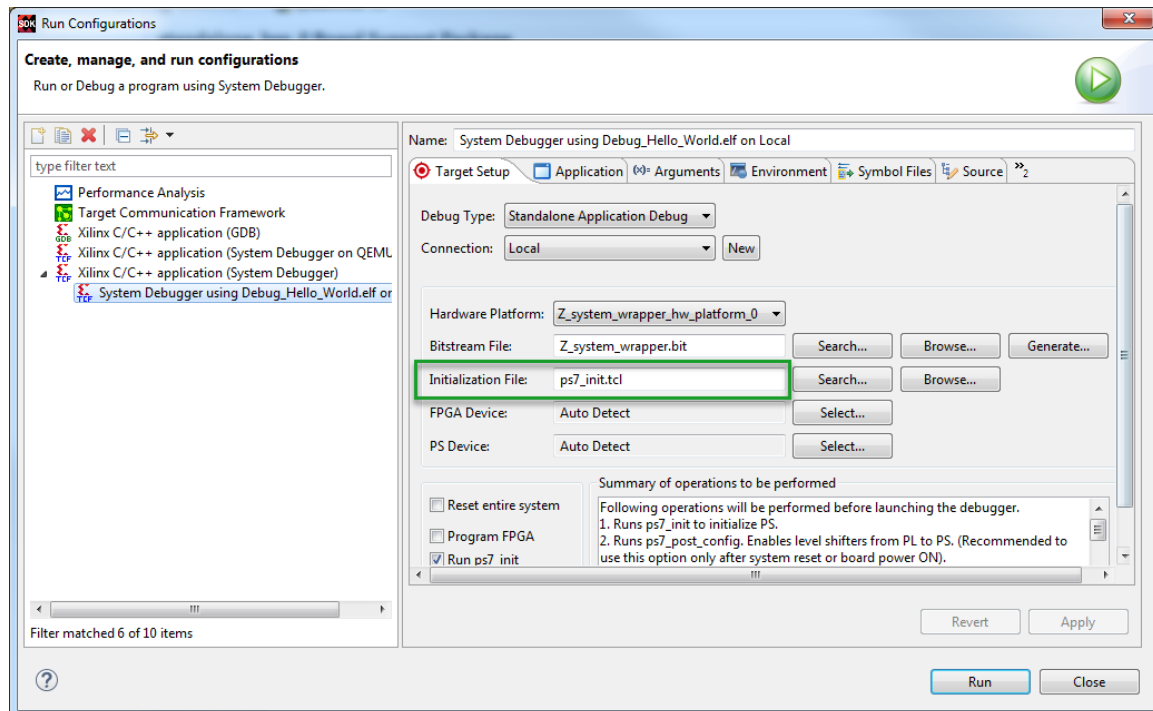 SDK Run Configurations
Create, manage, and run configurations
Run or Debug a program using System Debugger.
type filter text
Performance Analysis
Target Communication Framework
GDB Xilinx C/C++ application (GDB)
TCF Xilinx C/C++ application (System Debugger on QEMU
TCF Xilinx C/C++ application (System Debugger)
TCF System Debugger using Debug_Hello_World.elf or
Filter matched 6 of 10 items
Name: System Debugger using Debug_Hello_World.elf on Local
Target Setup Application (x)= Arguments Environment Symbol Files Source »2
Debug Type: Standalone Application Debug
Connection: Local New
Hardware Platform: Z_system_wrapper_hw_platform_0
Bitstream File: Z_system_wrapper.bit Search... Browse... Generate...
Initialization File: ps7_init.tcl Search... Browse...
FPGA Device: Auto Detect Select...
PS Device: Auto Detect Select...
Reset entire system
Program FPGA
Run ps7_init
Summary of operations to be performed
Following operations will be performed before launching the debugger.
1. Runs ps7_init to initialize PS.
2. Runs ps7_post_config. Enables level shifters from PL to PS. (Recommended to
use this option only after system reset or board power ON).
Revert Apply
? Run Close